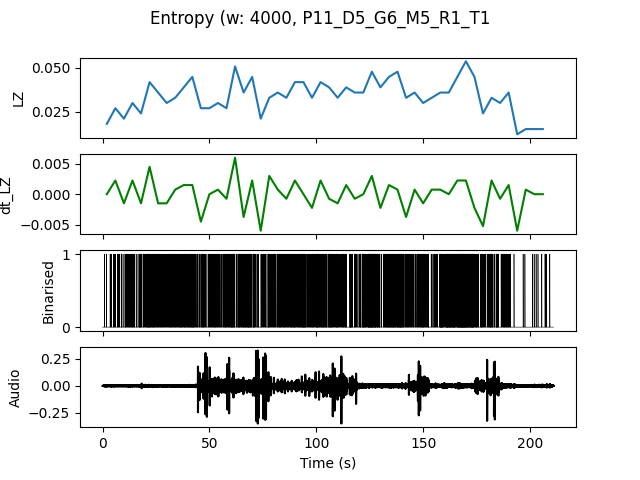 Entropy (w: 4000, P11_D5_G6_M5_R1_T1
0.050
0.025
LZ
0.005
0.000
−0.005
dt_LZ
1
0
Binarised
0.25
0.00
−0.25
Audio
0 50 100 150 200
Time (s)